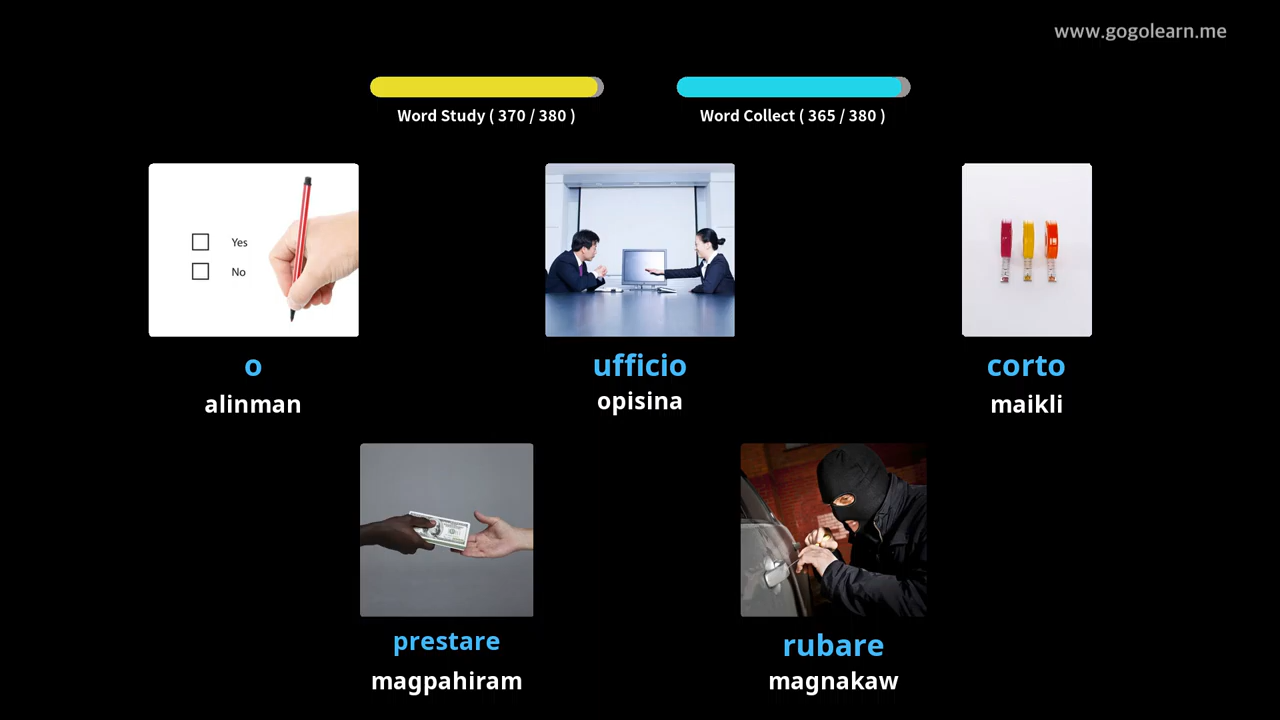 www.gogolearn.me
Word Study ( 370 / 380 )
Word Collect ( 365 / 380 )
Yes
No
o
alinman
ufficio
opisina
corto
maikli
prestare
magpahiram
rubare
magnakaw